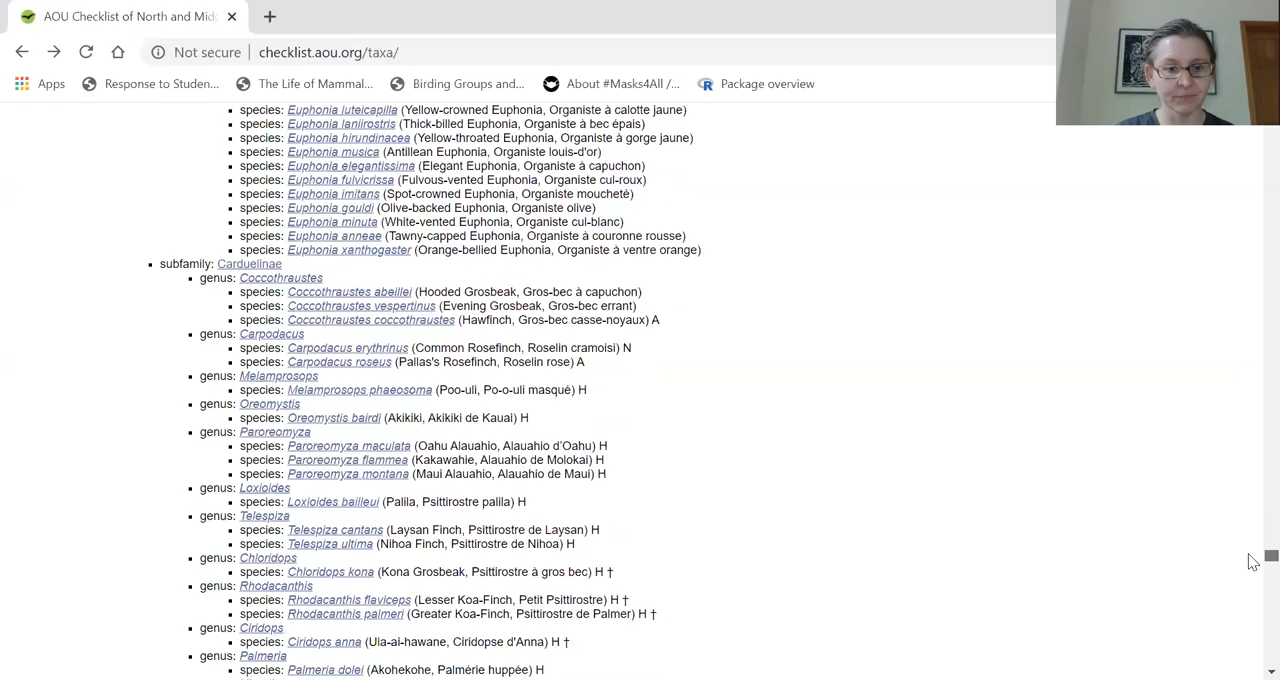 AOU Checklist of North and Midd
Not secure checklist.aou.org/taxa/
Apps Response to Studen... The Life of Mammal... Birding Groups and... About #Masks4All /... Package overview
species: Euphonia luteicapilla (Yellow-crowned Euphonia, Organiste à calotte jaune)
species: Euphonia laniirostris (Thick-billed Euphonia, Organiste à bec épais)
species: Euphonia hirundinacea (Yellow-throated Euphonia, Organiste à gorge jaune)
species: Euphonia musica (Antillean Euphonia, Organiste louis-d'or)
species: Euphonia elegantissima (Elegant Euphonia, Organiste à capuchon)
species: Euphonia fulvicrissa (Fulvous-vented Euphonia, Organiste cul-roux)
species: Euphonia imitans (Spot-crowned Euphonia, Organiste moucheté)
species: Euphonia gouldi (Olive-backed Euphonia, Organiste olive)
species: Euphonia minuta (White-vented Euphonia, Organiste cul-blanc)
species: Euphonia anneae (Tawny-capped Euphonia, Organiste à couronne rousse)
species: Euphonia xanthogaster (Orange-bellied Euphonia, Organiste à ventre orange)
subfamily: Carduelinae
genus: Coccothraustes
species: Coccothraustes abeillei (Hooded Grosbeak, Gros-bec à capuchon)
species: Coccothraustes vespertinus (Evening Grosbeak, Gros-bec errant)
species: Coccothraustes coccothraustes (Hawfinch, Gros-bec casse-noyaux) A
genus: Carpodacus
species: Carpodacus erythrinus (Common Rosefinch, Roselin cramoisi) N
species: Carpodacus roseus (Pallas's Rosefinch, Roselin rose) A
genus: Melamprosops
species: Melamprosops phaeosoma (Poo-uli, Po-o-uli masqué) H
genus: Oreomystis
species: Oreomystis bairdi (Akikiki, Akikiki de Kauai) H
genus: Paroreomyza
species: Paroreomyza maculata (Oahu Alauahio, Alauahio d'Oahu) H
species: Paroreomyza flammea (Kakawahie, Alauahio de Molokai) H
species: Paroreomyza montana (Maui Alauahio, Alauahio de Maui) H
genus: Loxioides
species: Loxioides bailleui (Palila, Psittirostre palila) H
genus: Telespiza
species: Telespiza cantans (Laysan Finch, Psittirostre de Laysan) H
species: Telespiza ultima (Nihoa Finch, Psittirostre de Nihoa) H
genus: Chloridops
species: Chloridops kona (Kona Grosbeak, Psittirostre à gros bec) H †
genus: Rhodacanthis
species: Rhodacanthis flaviceps (Lesser Koa-Finch, Petit Psittirostre) H †
species: Rhodacanthis palmeri (Greater Koa-Finch, Psittirostre de Palmer) H †
genus: Ciridops
species: Ciridops anna (Ula-ai-hawane, Ciridopse d'Anna) H †
genus: Palmeria
species: Palmeria dolei (Akohekohe, Palmérie huppée) H